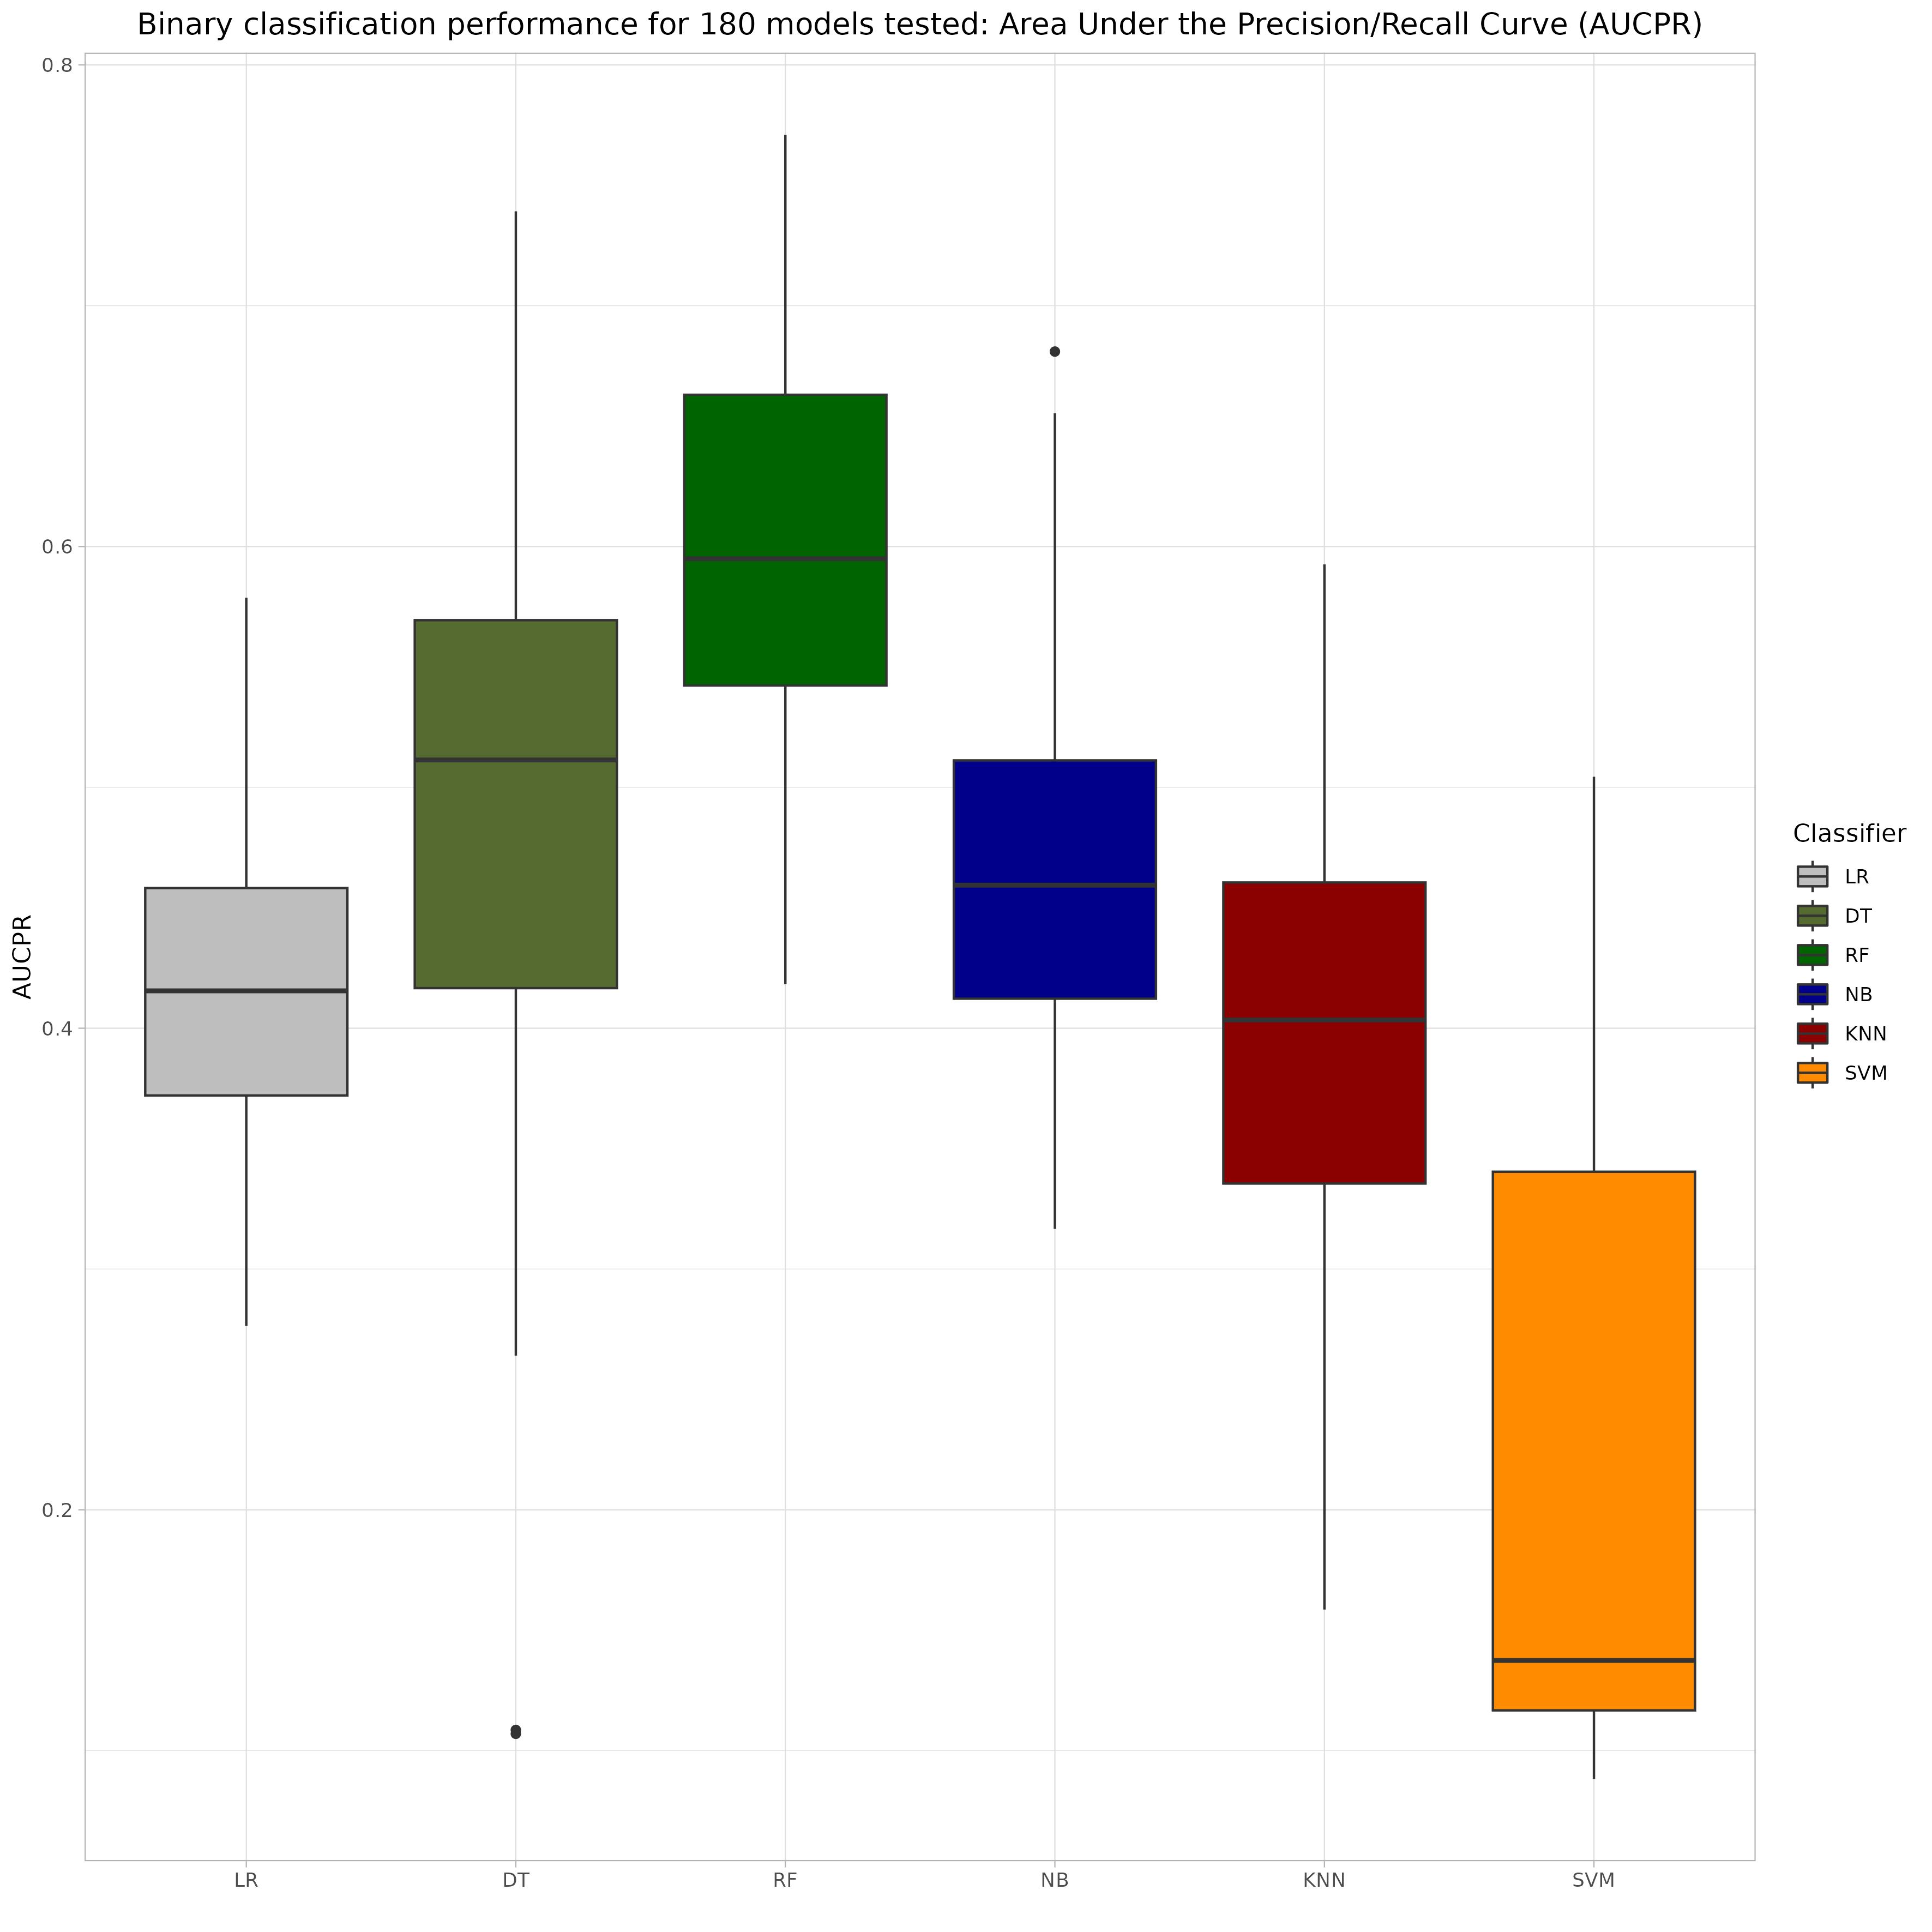 Binary classification performance for 180 models tested: Area Under the Precision/Recall Curve (AUCPR)
0.8
0.6
0.4
0.2
AUCPR
LR
DT
RF
NB
KNN
SVM
Classifier
LR
DT
RF
NB
KNN
SVM